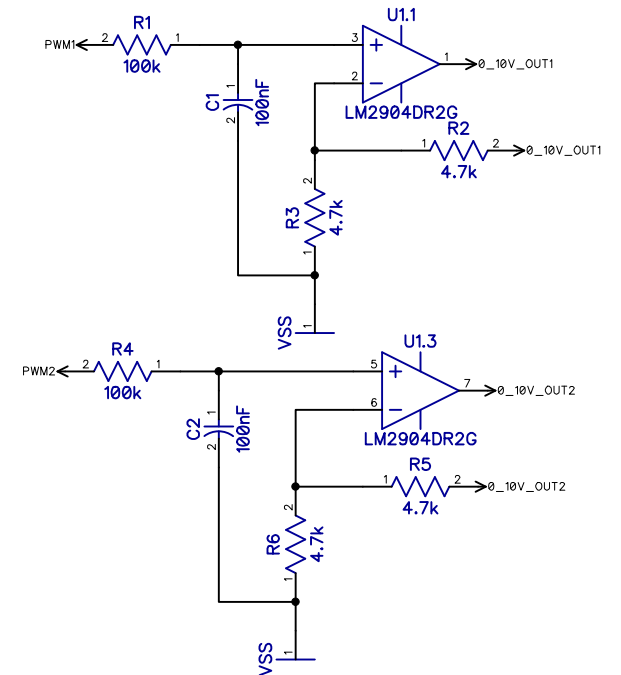 R1
U1.1
PWM1
2
1
3
1
0_10V_OUT1
100k
2
C1
1
2
100nF
LM2904DR2G
R2
1
2
0_10V_OUT1
4.7k
2
R3
4.7k
1
VSS
1
R4
U1.3
PWM2
2
1
5
7
0_10V_OUT2
100k
6
C2
1
2
100nF
LM2904DR2G
R5
1
2
0_10V_OUT2
4.7k
2
R6
4.7k
1
VSS
1